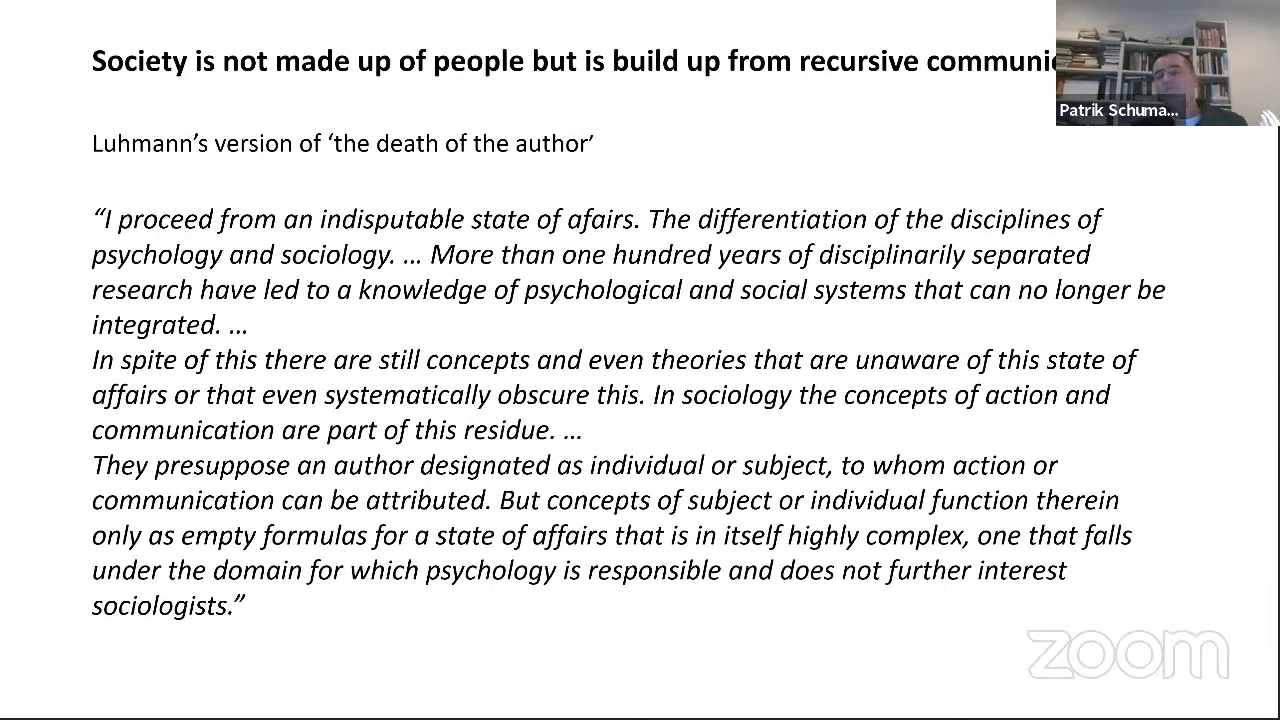 Society is not made up of people but is build up from recursive
Patrik Schuma...
Luhmann’s version of ‘the death of the author’
“I proceed from an indisputable state of afairs. The differentiation of the disciplines of
psychology and sociology. … More than one hundred years of disciplinarily separated
research have led to a knowledge of psychological and social systems that can no longer be
integrated. …
In spite of this there are still concepts and even theories that are unaware of this state of
affairs or that even systematically obscure this. In sociology the concepts of action and
communication are part of this residue. …
They presuppose an author designated as individual or subject, to whom action or
communication can be attributed. But concepts of subject or individual function therein
only as empty formulas for a state of affairs that is in itself highly complex, one that falls
under the domain for which psychology is responsible and does not further interest
sociologists.”
zoom